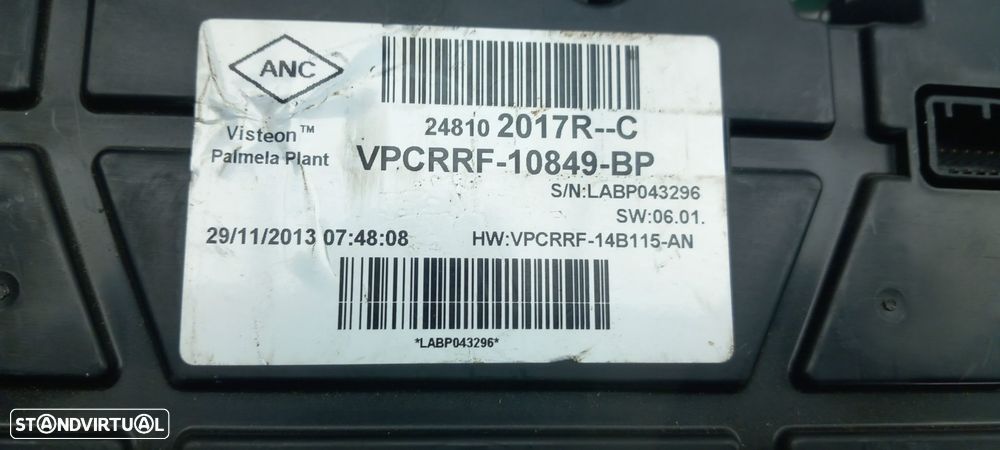 ANC
Visteon™
Palmela Plant
24810 2017R--C
VPCRRF-10849-BP
S/N:LABP043296
SW:06.01.
29/11/2013 07:48:08
HW:VPCRRF-14B115-AN
*LABP043296*
STANDVIRTUAL